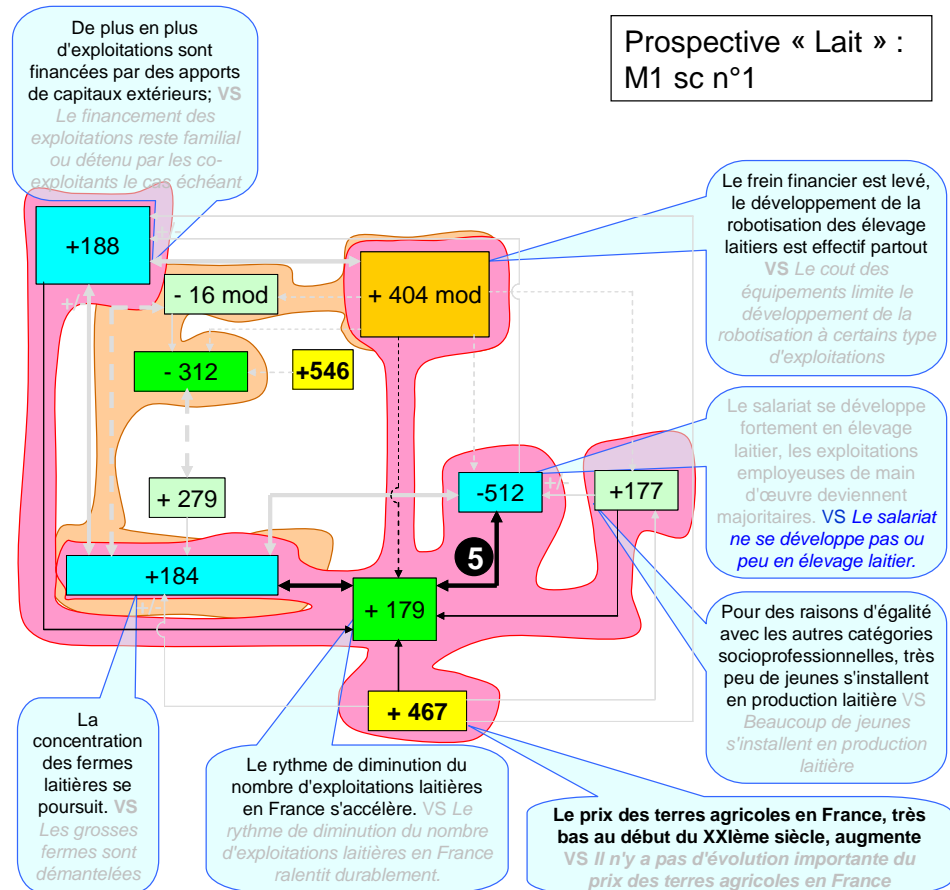 De plus en plus
d'exploitations sont
financées par des apports
de capitaux extérieurs; VS
Le financement des
exploitations reste familial
ou détenu par les co-
exploitants le cas échéant
Prospective « Lait » :
M1 sc n°1
Le frein financier est levé,
le développement de la
robotisation des élevage
laitiers est effectif partout
VS Le cout des
équipements limite le
développement de la
robotisation à certains type
d'exploitations
+188
+/-
+/-
- 16 mod
+ 404 mod
- 312
+546
Le salariat se développe
fortement en élevage
laitier, les exploitations
employeuses de main
d'œuvre deviennent
majoritaires. VS Le salariat
ne se développe pas ou
peu en élevage laitier.
+ 279
-512
+/-
+177
5
+184
+/-
+ 179
+ 467
Pour des raisons d'égalité
avec les autres catégories
socioprofessionnelles, très
peu de jeunes s'installent
en production laitière VS
Beaucoup de jeunes
s'installent en production
laitière
La
concentration
des fermes
laitières se
poursuit. VS
Les grosses
fermes sont
démantelées
Le rythme de diminution du
nombre d'exploitations laitières
en France s'accélère. VS Le
rythme de diminution du nombre
d'exploitations laitières en France
ralentit durablement.
Le prix des terres agricoles en France, très
bas au début du XXIème siècle, augmente
VS Il n'y a pas d'évolution importante du
prix des terres agricoles en France